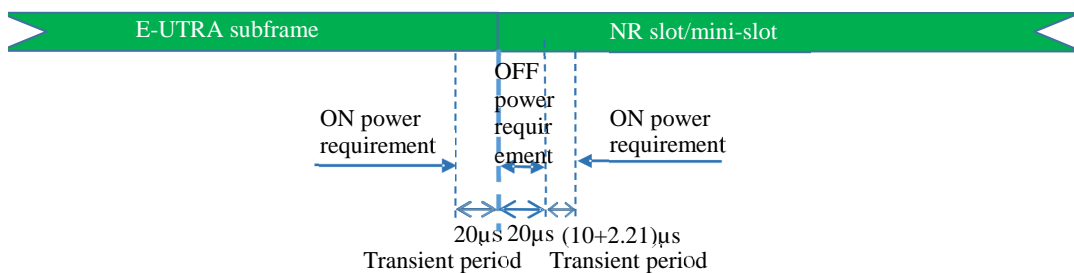 E-UTRA subframe
NR slot/mini-slot
OFF
power
requir
ement
ON power
requirement
ON power
requirement
20µs 20µs (10+2.21)µs
Transient period Transient period